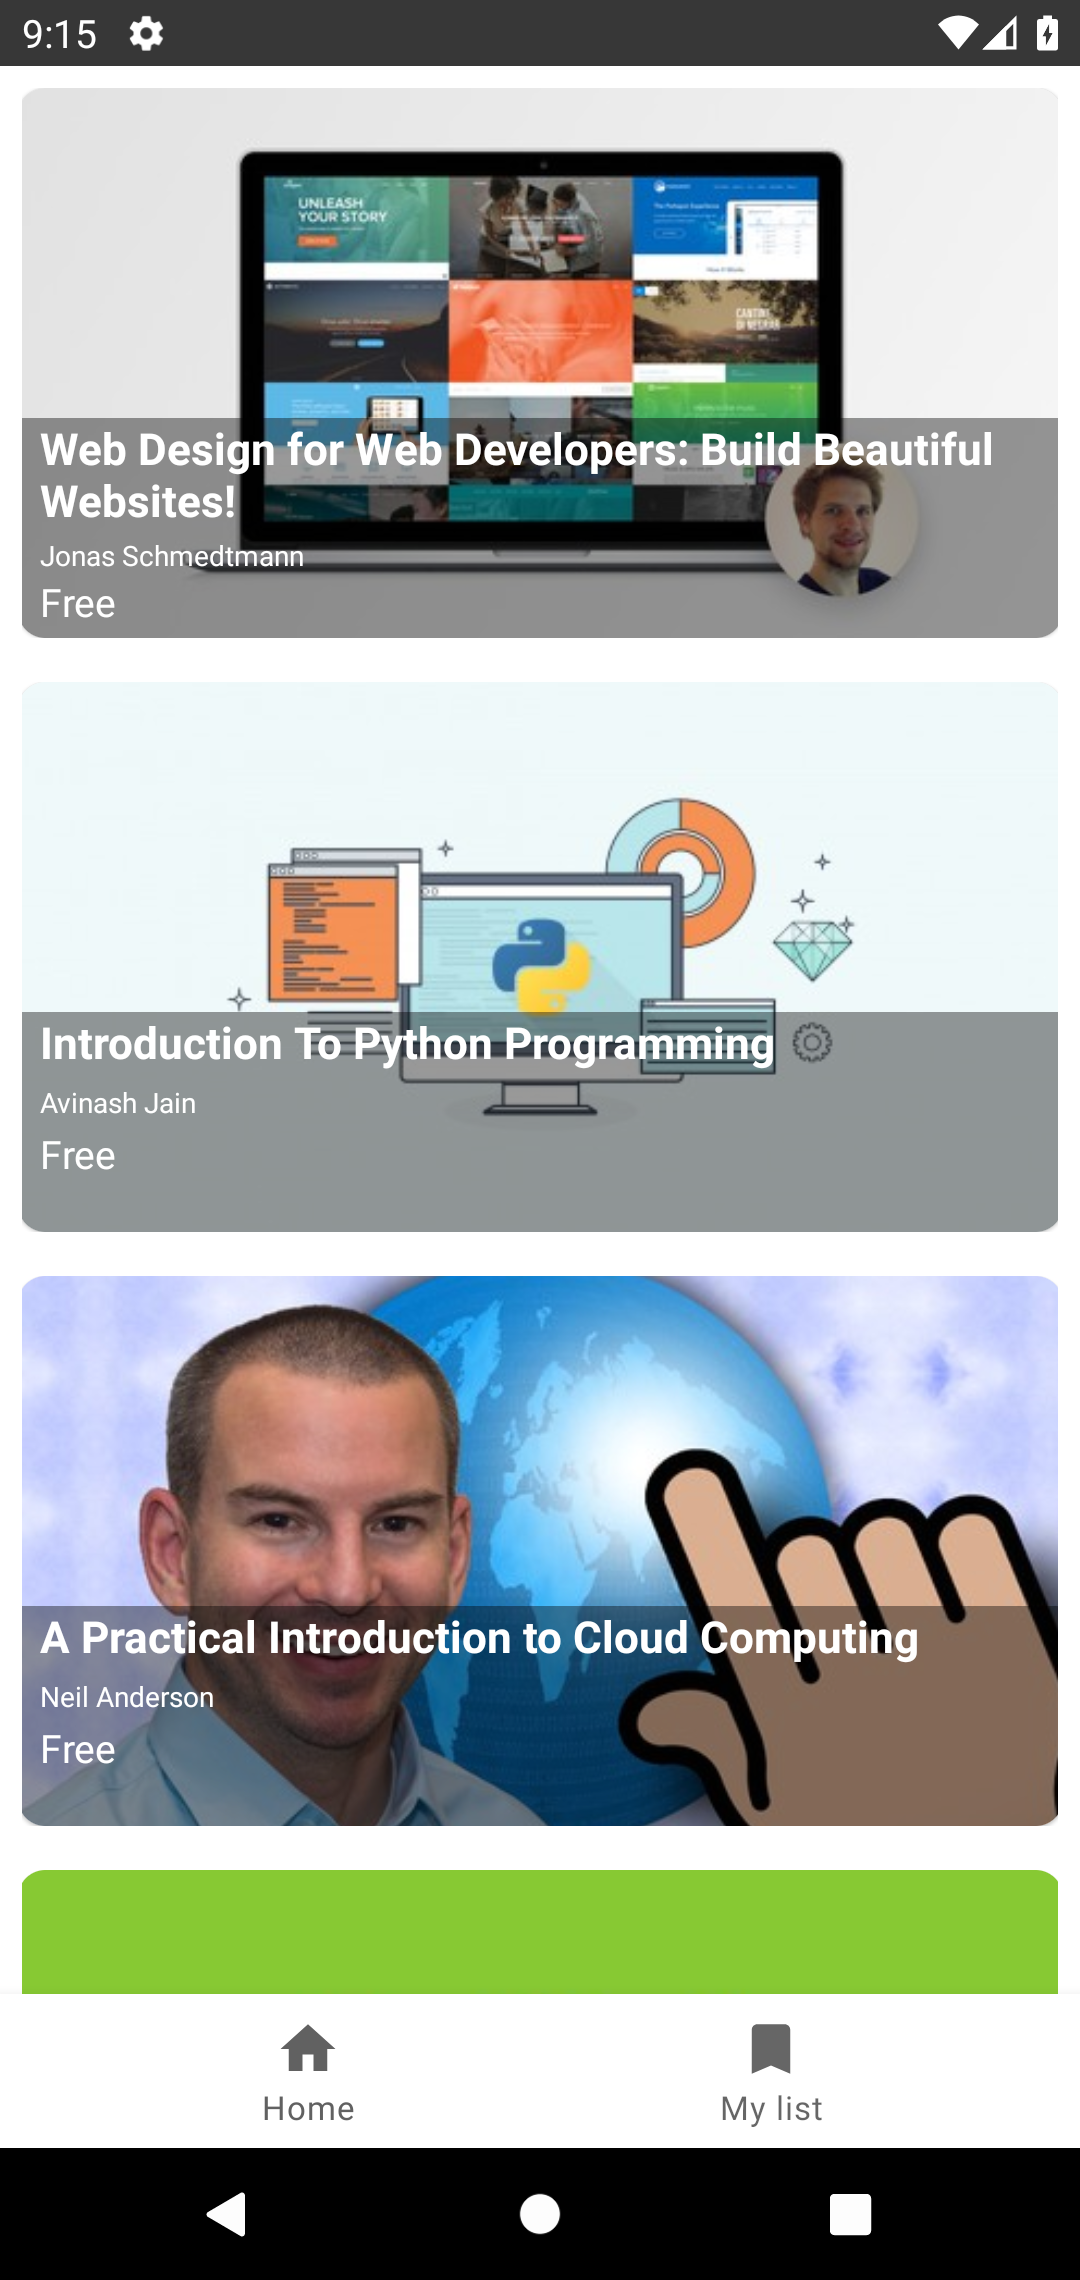 9:15
UNLEASH
YOUR STORY
CANTINE
DI NEGRAR
Web Design for Web Developers: Build Beautiful
Websites!
Jonas Schmedtmann
Free
Introduction To Python Programming
Avinash Jain
Free
A Practical Introduction to Cloud Computing
Neil Anderson
Free
Home
My list